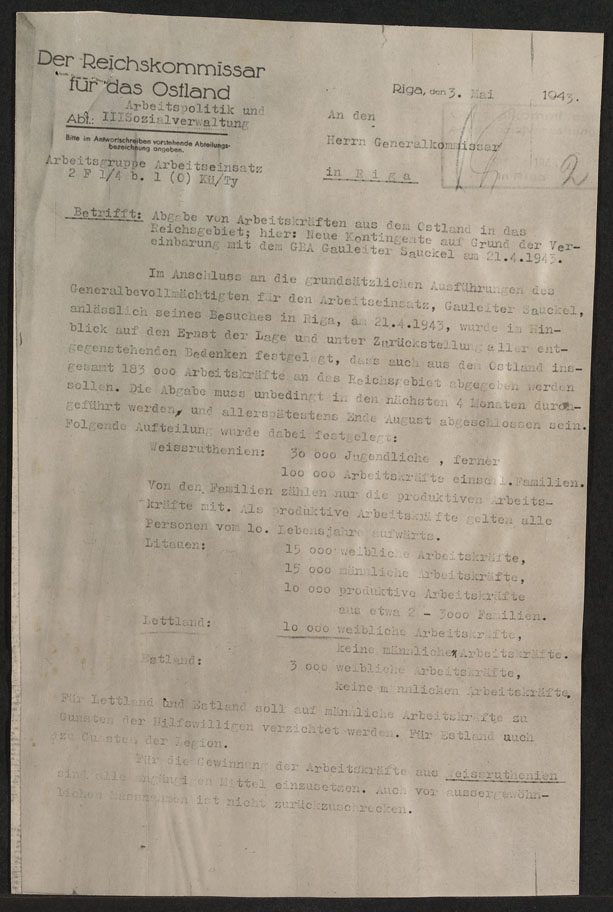 Der Reichskommissar
für das Ostland
Arbeitspolitik und
Abt.: IIISozialverwaltung
Bitte im Antwortschreiben vorstehende Abteilungs-
bezeichnung angeben.
Arbeitsgruppe Arbeitseinsatz
2 F 1/4 b. 1 (O) Kü/Ty
Riga, den 3. Mai 1943.
An den
Herrn Generalkommissar
in R i g a
2
Betrifft: Abgabe von Arbeitskräften aus dem Ostland in das
Reichsgebiet; hier: Neue Kontingente auf Grund der Ver-
einbarung mit dem GBA Gauleiter Sauckel am 21.4.1943.
Im Anschluss an die grundsätzlichen Ausführungen des
Generalbevollmächtigten für den Arbeitseinsatz, Gauleiter Sauckel,
anlässlich seines Besuches in Riga, am 21.4.1943, wurde im Hin-
blick auf den Ernst der Lage und unter Zurückstellung aller ent-
gegenstehenden Bedenken festgelegt, dass auch aus dem Ostland ins-
gesamt 183 000 Arbeitskräfte an das Reichsgebiet abgegeben werden
sollen. Die Abgabe muss unbedingt in den nächsten 4 Monaten durch-
geführt werden, und allerspätestens Ende August abgeschlossen sein.
Folgende Aufteilung wurde dabei festgelegt:
Weissruthenien: 30 000 Jugendliche , ferner
100 000 Arbeitskräfte einschl. Familien.
Von den Familien zählen nur die produktiven Arbeits-
kräfte mit. Als produktive Arbeitskräfte gelten alle
Personen vom 10. Lebensjahre aufwärts.
Litauen: 15 000 weibliche Arbeitskräfte,
15 000 männliche Arbeitskräfte,
10 000 produktive Arbeitskräfte
aus etwa 2 - 3000 Familien.
Lettland: 10 000 weibliche Arbeitskräfte,
keine männlichen Arbeitskräfte.
Estland: 3 000 weibliche Arbeitskräfte,
keine männlichen Arbeitskräfte.
Für Lettland und Estland soll auf männliche Arbeitskräfte zu
Gunsten der Hilfswilligen verzichtet werden. Für Estland auch
zu Gunsten der Legion.
Für die Gewinnung der Arbeitskräfte aus Weissruthenien
sind alle gängigen Mittel einzusetzen. Auch vor aussergewöhn-
lichen Massnahmen ist nicht zurückzuschrecken.